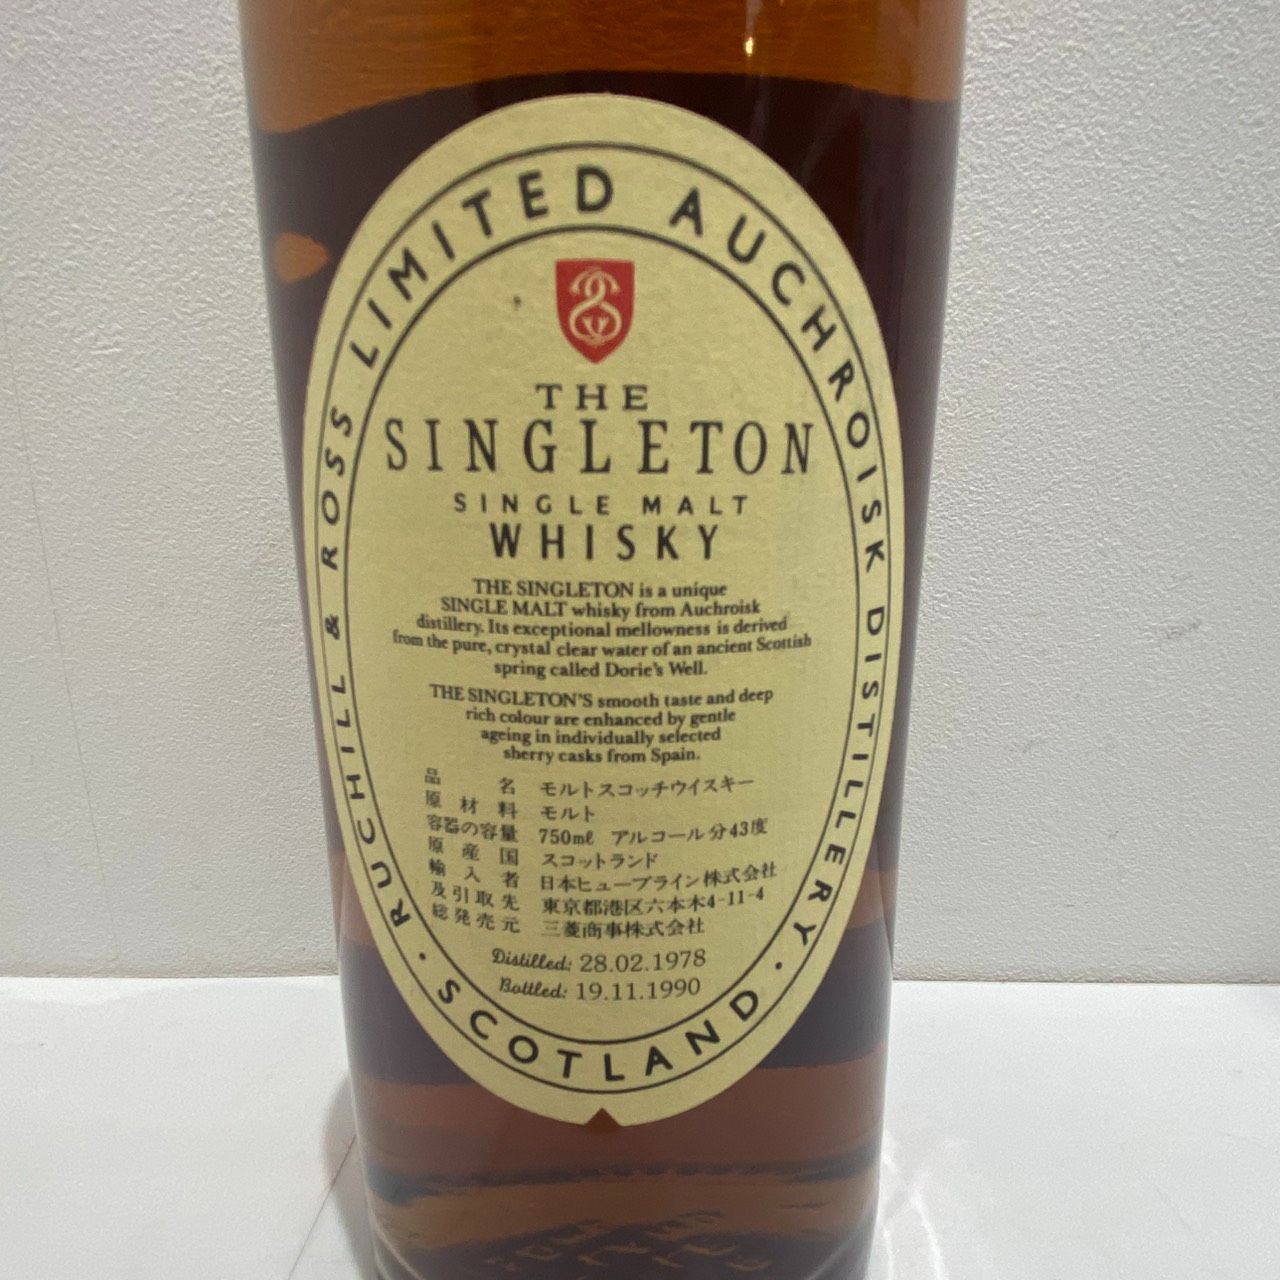 RUCHILL & ROSS LIMITED AUCHROISK DISTILLERY · SCOTLAND ·
THE
SINGLETON
SINGLE MALT
WHISKY
THE SINGLETON is a unique
SINGLE MALT whisky from Auchroisk
distillery. Its exceptional mellowness is derived
from the pure, crystal clear water of an ancient Scottish
spring called Dorie's Well.
THE SINGLETON'S smooth taste and deep
rich colour are enhanced by gentle
ageing in individually selected
sherry casks from Spain.
品名 モルトスコッチウイスキー
原材料 モルト
容器の容量 750mℓ アルコール分43度
原産国 スコットランド
輸入者 日本ヒューブライン株式会社
及引取先 東京都港区六本木4-11-4
総発売元 三菱商事株式会社
Distilled: 28.02.1978
Bottled: 19.11.1990